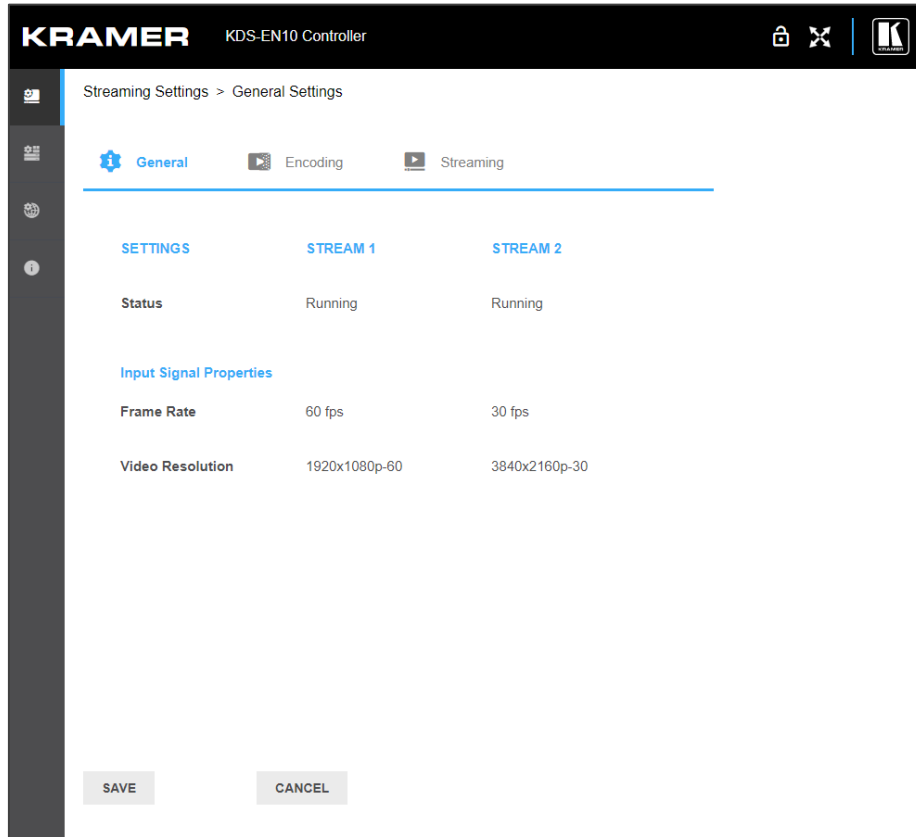 KRAMER KDS-EN10 Controller KRAMER
Streaming Settings > General Settings
General Encoding Streaming
SETTINGS STREAM 1 STREAM 2
Status Running Running
Input Signal Properties
Frame Rate 60 fps 30 fps
Video Resolution 1920x1080p-60 3840x2160p-30
SAVE CANCEL